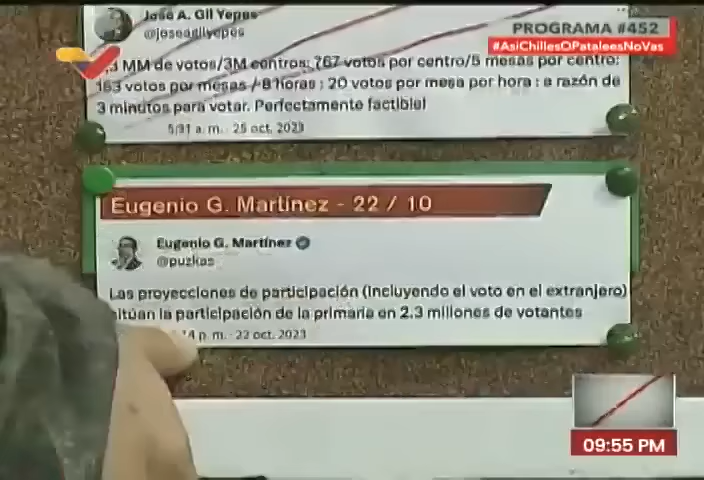 José A. Gil Yepes
@joseagilyepes
PROGRAMA #452
#AsiChillesOPataleesNoVas
MM de votos/3M centros: 767 votos por centro/5 mesas por centro:
153 votos por mesas / 8 horas : 20 votos por mesa por hora : a razón de
3 minutos para votar. Perfectamente factible!
5:31 a. m. · 25 oct. 2023
Eugenio G. Martínez - 22 / 10
Eugenio G. Martínez
@puzkas
Las proyecciones de participación (incluyendo el voto en el extranjero)
sitúan la participación de la primaria en 2.3 millones de votantes
p. m. · 22 oct. 2023
09:55 PM